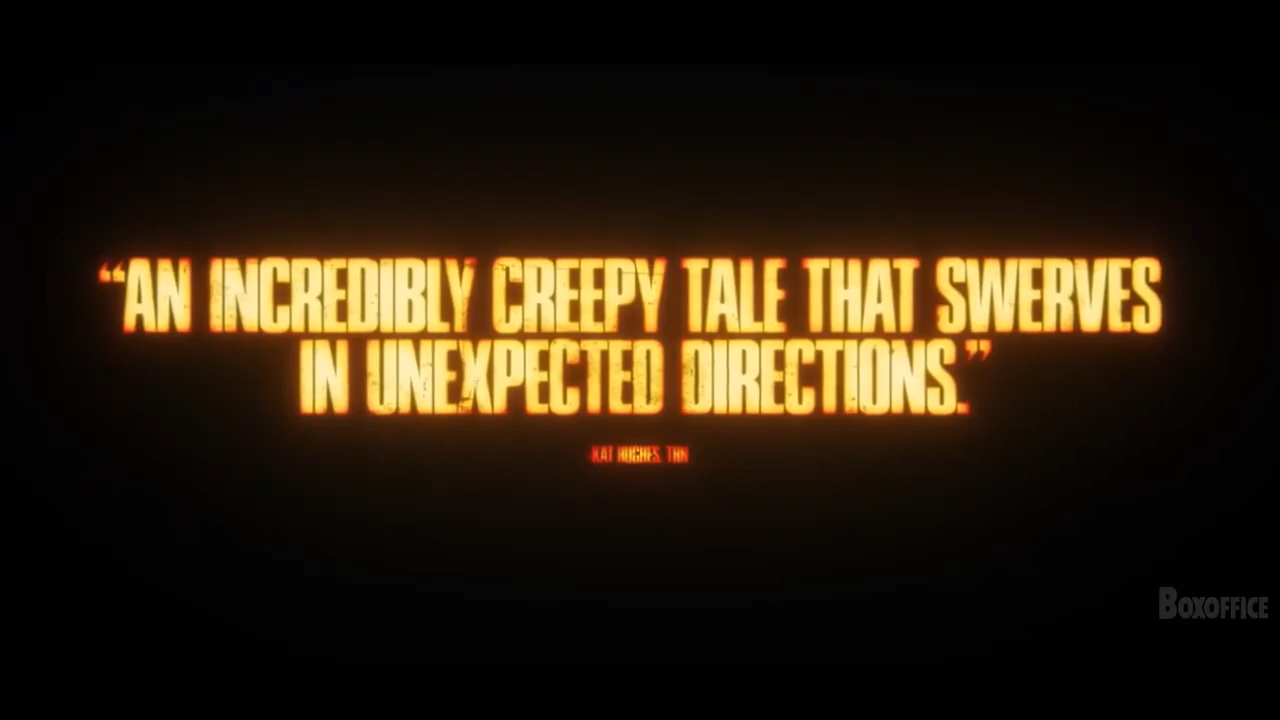 “AN INCREDIBLY CREEPY TALE THAT SWERVES
IN UNEXPECTED DIRECTIONS.”
KAT HUGHES, THN
BOXOFFICE